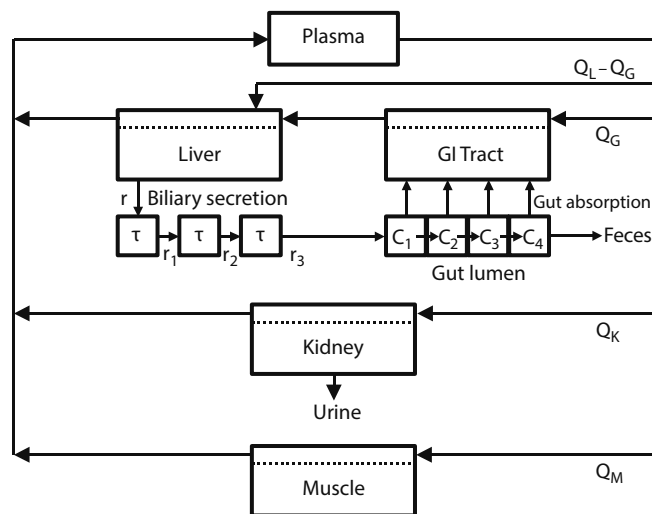 Plasma
Q_L – Q_G
Q_G
Liver
GI Tract
r
Biliary secretion
Gut absorption
τ τ τ
r_1 r_2 r_3
C_1 C_2 C_3 C_4
Feces
Gut lumen
Kidney
Q_K
Urine
Q_M
Muscle